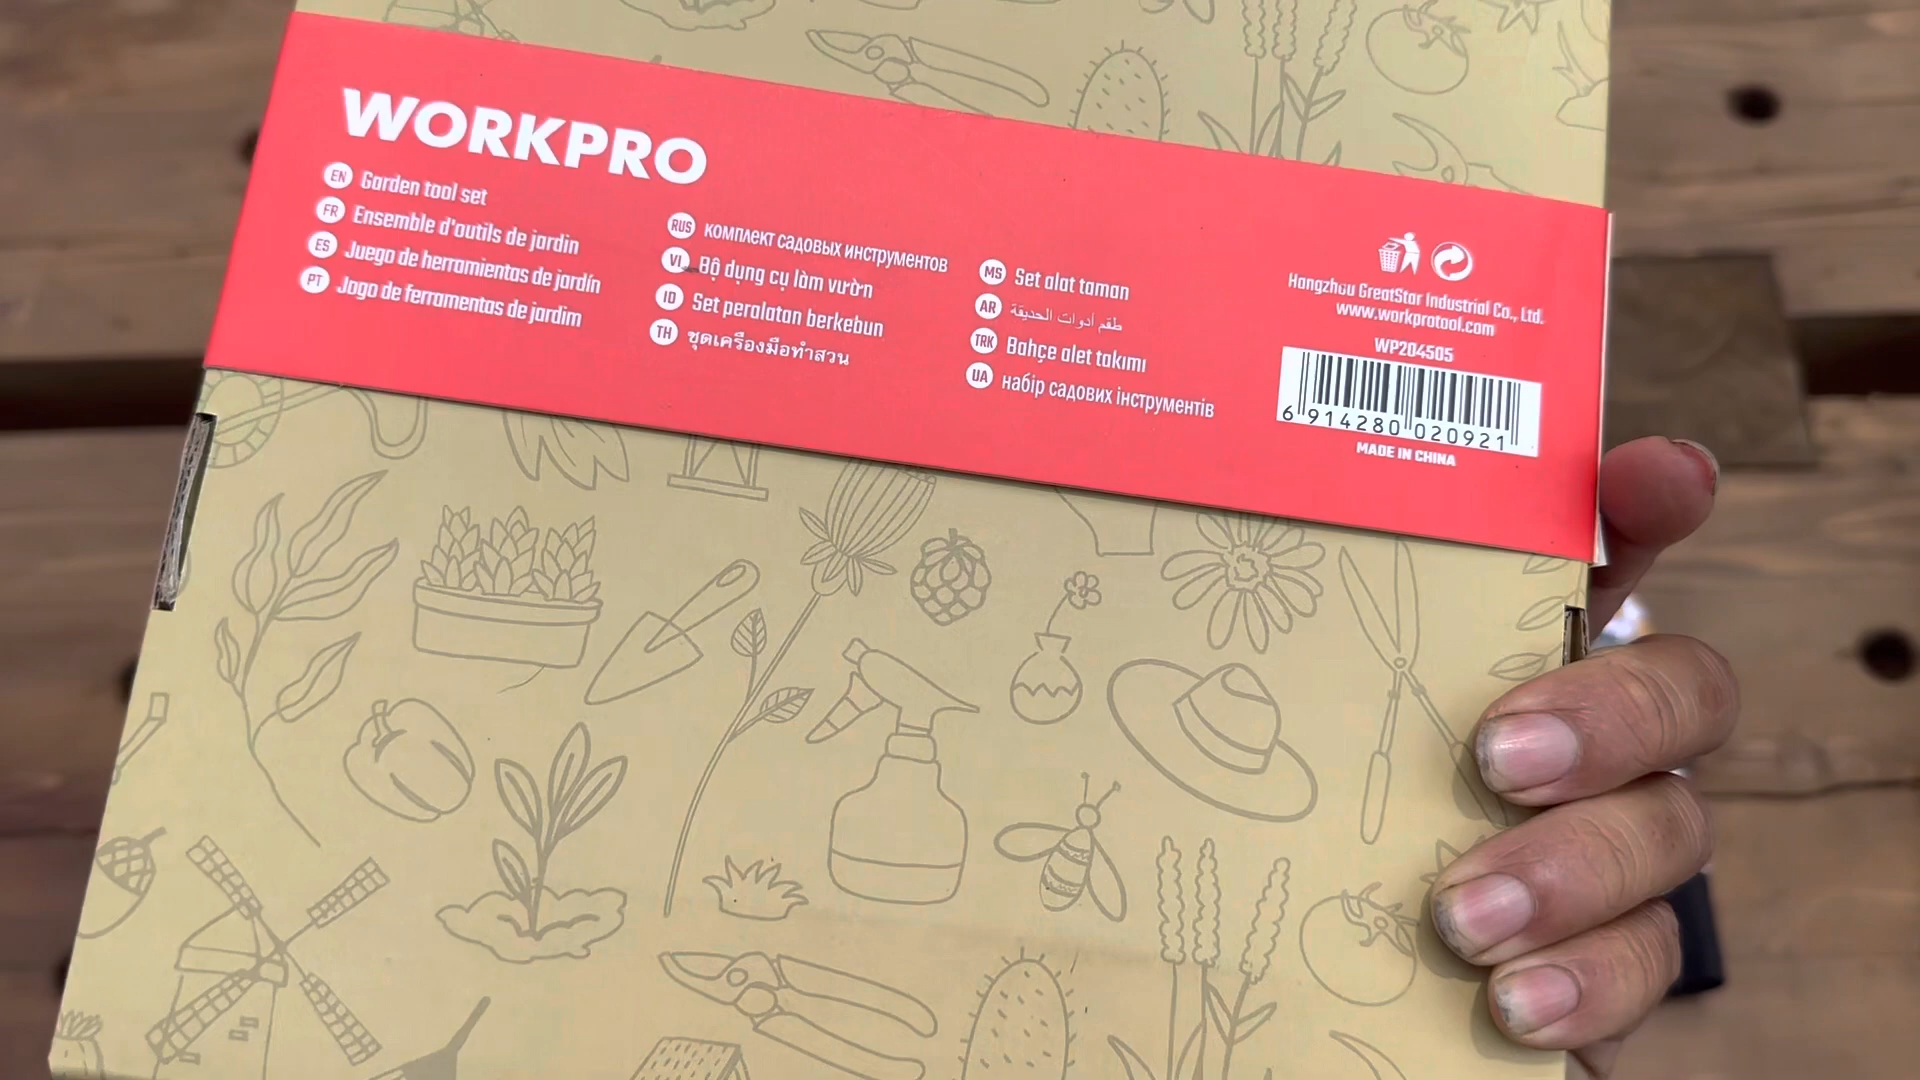 WORKPRO
EN Garden tool set
FR Ensemble d'outils de jardin
ES Juego de herramientas de jardín
PT Jogo de ferramentas de jardim
RUS комплект садовых инструментов
VI Bộ dụng cụ làm vườn
ID Set peralatan berkebun
TH ชุดเครื่องมือทำสวน
MS Set alat taman
AR طقم أدوات الحديقة
TRK Bahçe alet takımı
UA набір садових інструментів
Hangzhou GreatStar Industrial Co., Ltd.
www.workprotool.com
WP204505
6 914280 020921
MADE IN CHINA